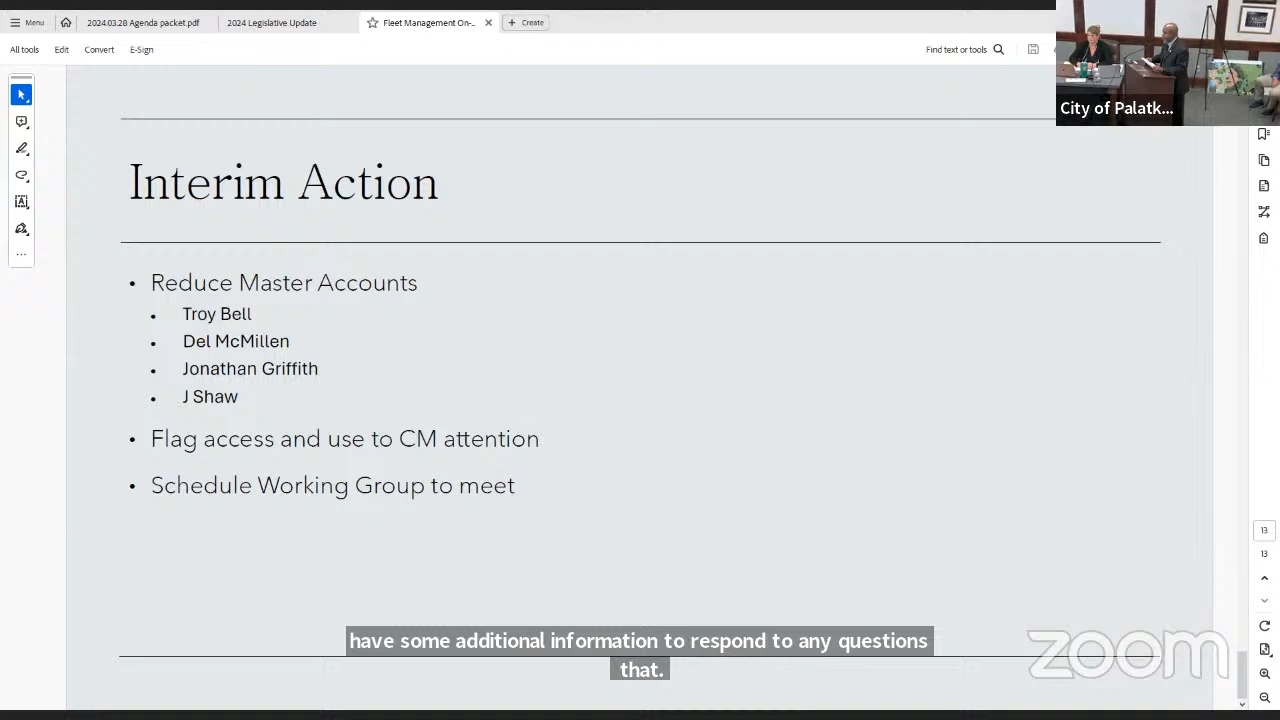 Menu
2024.03.28 Agenda packet.pdf
2024 Legislative Update
Fleet Management On-...
Create
All tools
Edit
Convert
E-Sign
Find text or tools
City of Palatk...
Interim Action
• Reduce Master Accounts
• Troy Bell
• Del McMillen
• Jonathan Griffith
• J Shaw
• Flag access and use to CM attention
• Schedule Working Group to meet
13
13
have some additional information to respond to any questions
that.
zoom